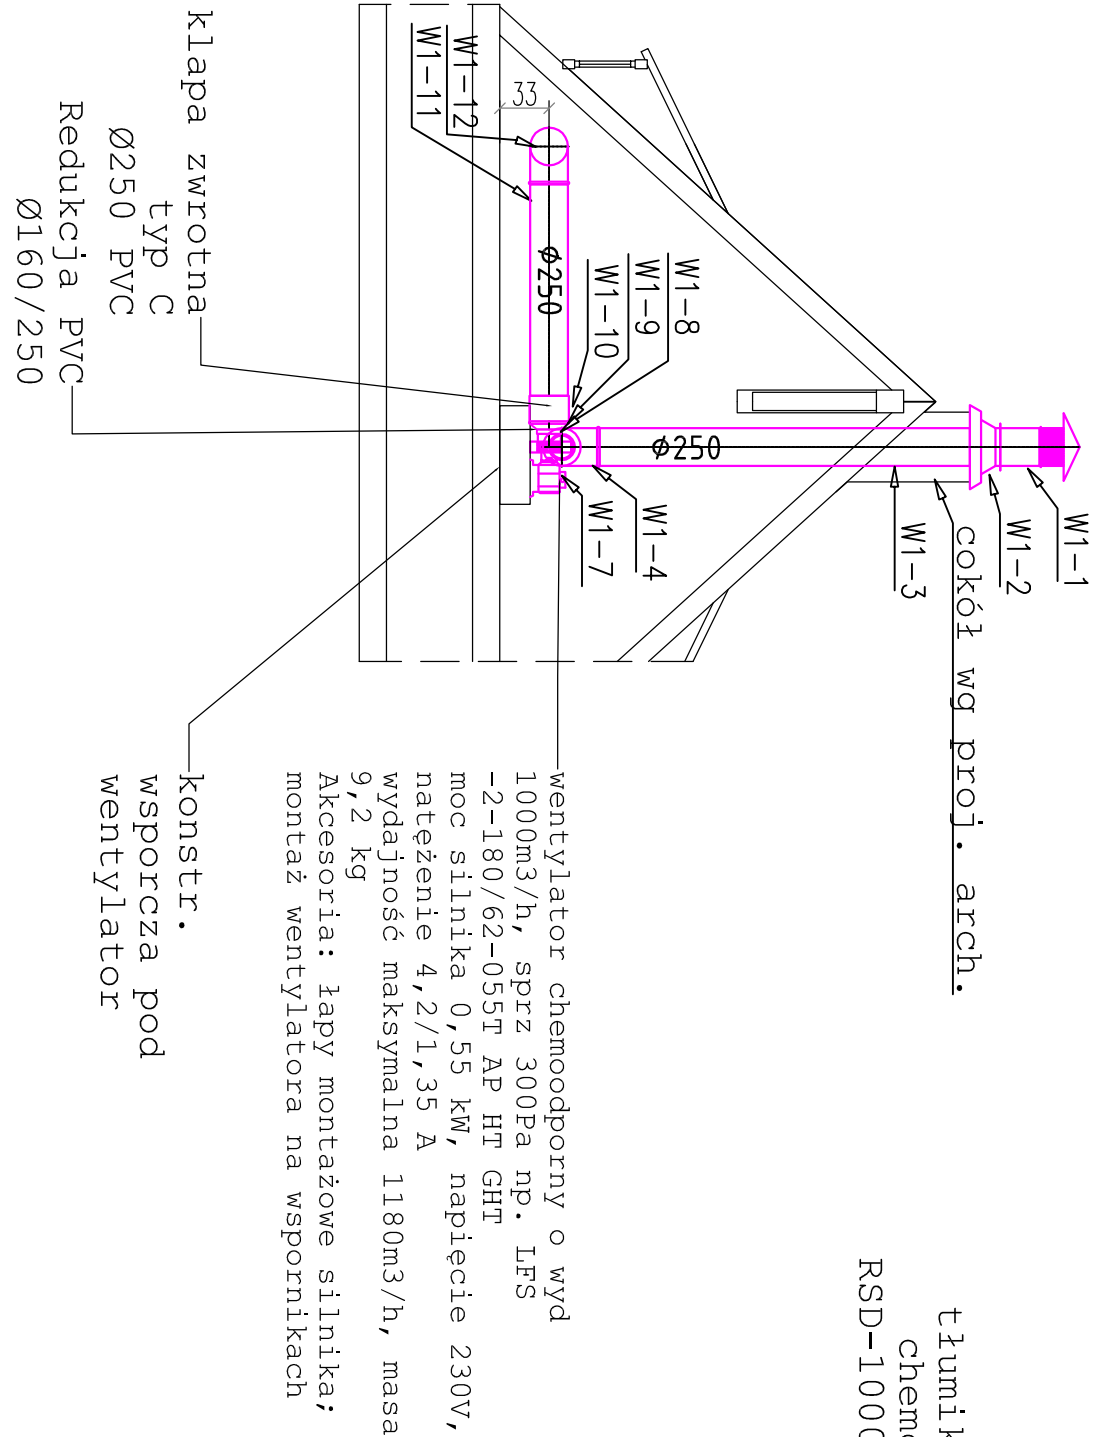 W1-1
W1-2
cokół wg proj. arch.
W1-3
W1-4
W1-7
W1-8
W1-9
W1-10
W1-12
W1-11
33
ø250
ø250
klapa zwrotna
typ C
Ø250 PVC
Redukcja PVC
Ø160/250
wentylator chemoodporny o wyd
1000m3/h, sprz 300Pa np. LFS
-2-180/62-055T AP HT GHT
moc silnika 0,55 kW, napięcie 230V,
natężenie 4,2/1,35 A
wydajność maksymalna 1180m3/h, masa
9,2 kg
Akcesoria: łapy montażowe silnika;
montaż wentylatora na wspornikach
konstr.
wsporcza pod
wentylator
tłumik
chemo
RSD-1000